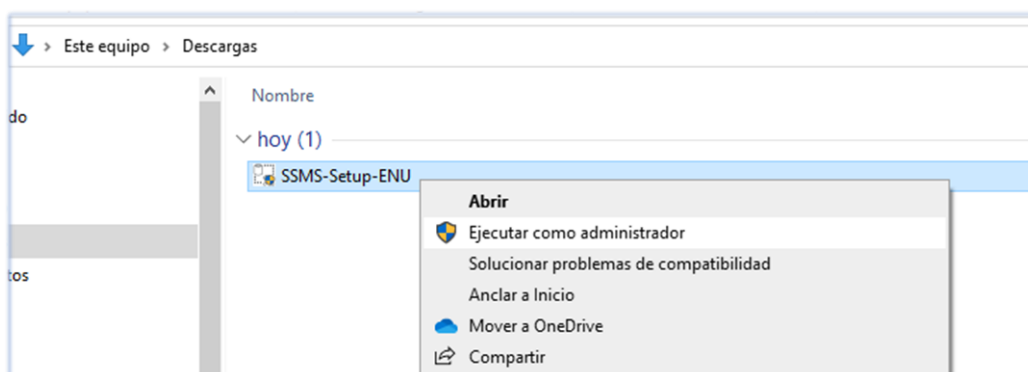 Este equipo > Descargas
do
Nombre
hoy (1)
SSMS-Setup-ENU
Abrir
Ejecutar como administrador
Solucionar problemas de compatibilidad
tos
Anclar a Inicio
Mover a OneDrive
Compartir